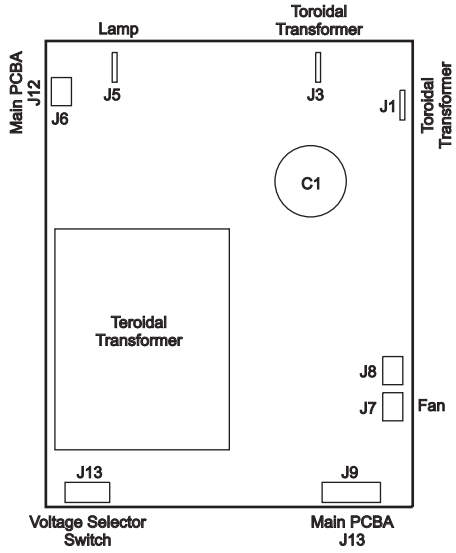 Toroidal
Transformer
Lamp
Main PCBA
J12
J6
J5
J3
J1
Toroidal
Transformer
C1
Teroidal
Transformer
J8
J7
Fan
J13
J9
Voltage Selector
Switch
Main PCBA
J13